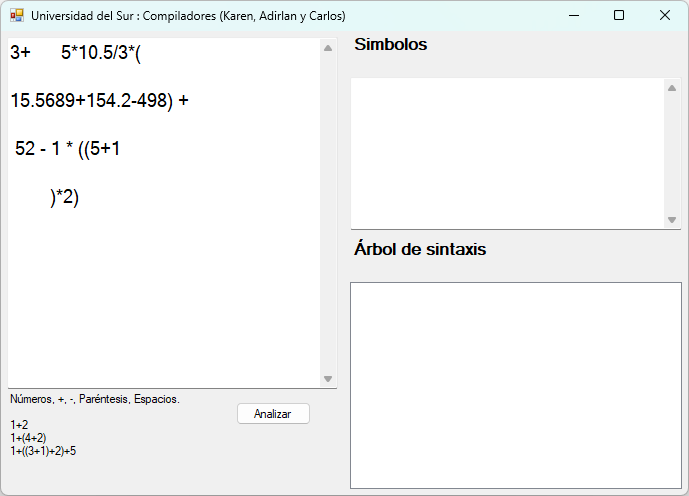 Universidad del Sur : Compiladores (Karen, Adirlan y Carlos)
3+ 5*10.5/3*(
15.5689+154.2-498) +
52 - 1 * ((5+1
)*2)
Números, +, -, Paréntesis, Espacios.
1+2
1+(4+2)
1+((3+1)+2)+5
Analizar
Simbolos
Árbol de sintaxis